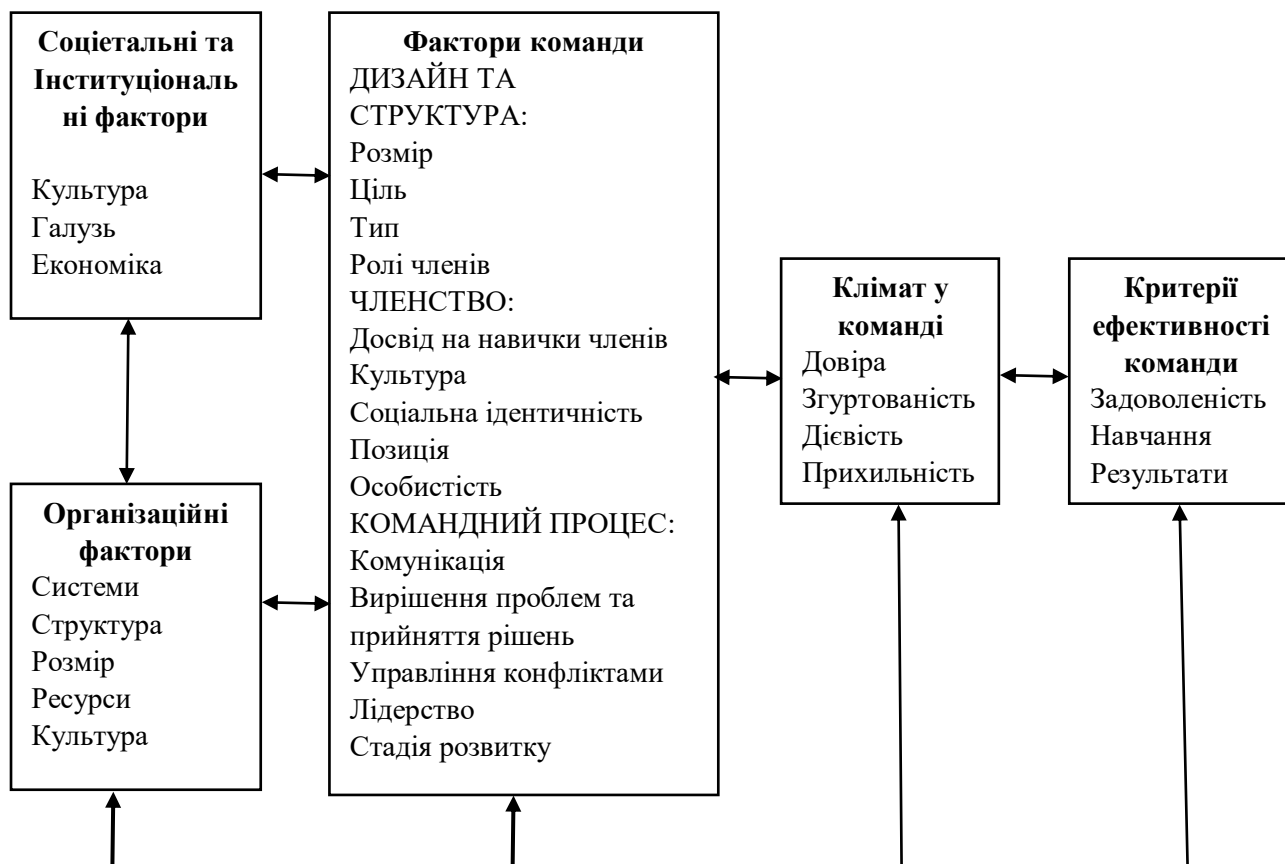 Соціетальні та
Інституціональ
ні фактори
Культура
Галузь
Економіка
Організаційні
фактори
Системи
Структура
Розмір
Ресурси
Культура
Фактори команди
ДИЗАЙН ТА
СТРУКТУРА:
Розмір
Ціль
Тип
Ролі членів
ЧЛЕНСТВО:
Досвід на навички членів
Культура
Соціальна ідентичність
Позиція
Особистість
КОМАНДНИЙ ПРОЦЕС:
Комунікація
Вирішення проблем та
прийняття рішень
Управління конфліктами
Лідерство
Стадія розвитку
Клімат у
команді
Довіра
Згуртованість
Дієвість
Прихильність
Критерії
ефективності
команди
Задоволеність
Навчання
Результати